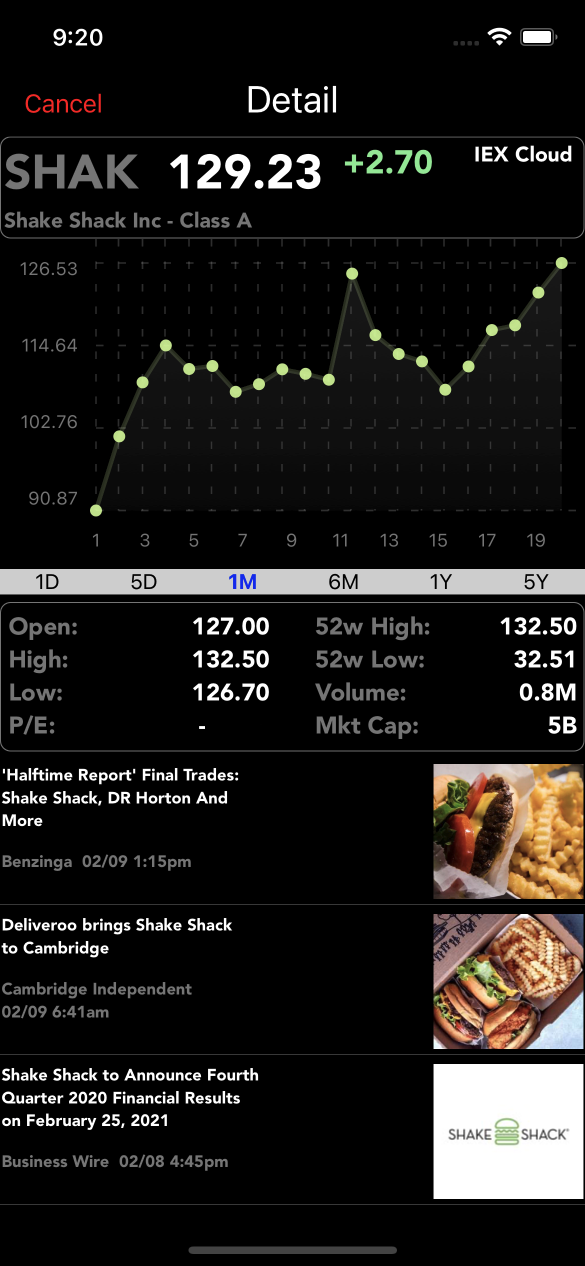 9:20
Cancel
Detail
SHAK 129.23 +2.70 IEX Cloud
Shake Shack Inc - Class A
126.53
114.64
102.76
90.87
1 3 5 7 9 11 13 15 17 19
1D 5D 1M 6M 1Y 5Y
Open: 127.00 52w High: 132.50
High: 132.50 52w Low: 32.51
Low: 126.70 Volume: 0.8M
P/E: - Mkt Cap: 5B
'Halftime Report' Final Trades:
Shake Shack, DR Horton And
More
Benzinga 02/09 1:15pm
Deliveroo brings Shake Shack
to Cambridge
Cambridge Independent
02/09 6:41am
Shake Shack to Announce Fourth
Quarter 2020 Financial Results
on February 25, 2021
Business Wire 02/08 4:45pm
SHAKE SHACK